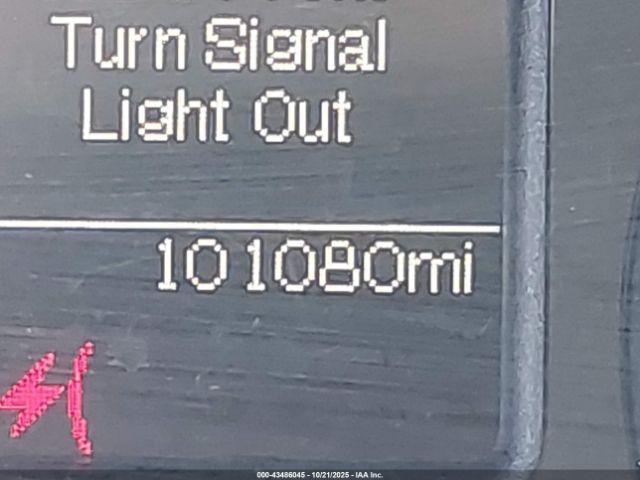 Turn Signal
Light Out
101080mi
000-43486045 - 10/21/2025 - IAA Inc.